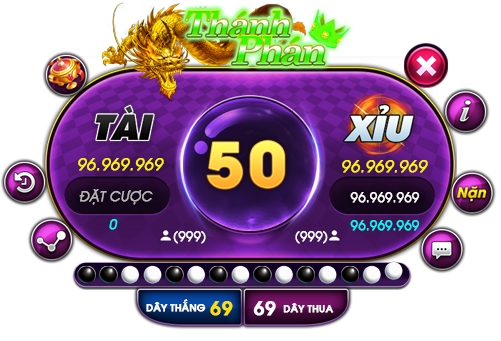 Thánh
Phán
TÀI
XỈU
50
96.969.969
96.969.969
ĐẶT CƯỢC
96.969.969
0
96.969.969
(999)
(999)
i
Nặn
DÂY THẮNG 69
69 DÂY THUA